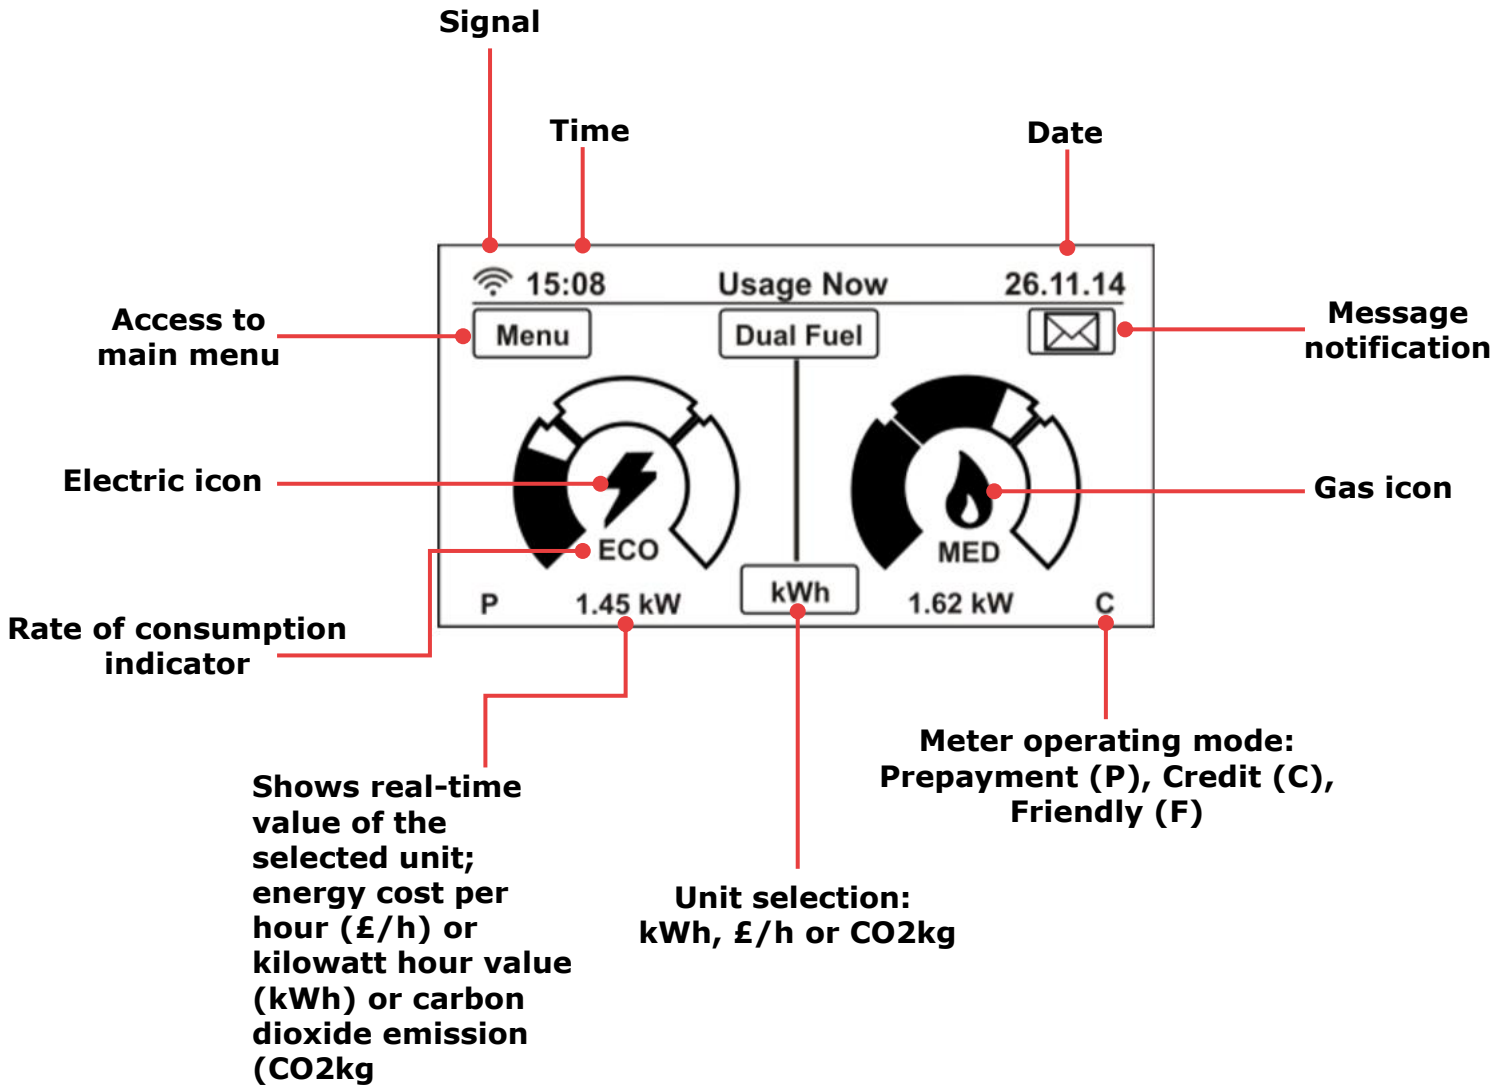 Signal
Time
Date
15:08
Usage Now
26.11.14
Menu
Dual Fuel
Access to
main menu
Message
notification
Electric icon
Gas icon
ECO
MED
P
1.45 kW
kWh
1.62 kW
C
Rate of consumption
indicator
Meter operating mode:
Prepayment (P), Credit (C),
Friendly (F)
Shows real-time
value of the
selected unit;
energy cost per
hour (£/h) or
kilowatt hour value
(kWh) or carbon
dioxide emission
(CO2kg
Unit selection:
kWh, £/h or CO2kg